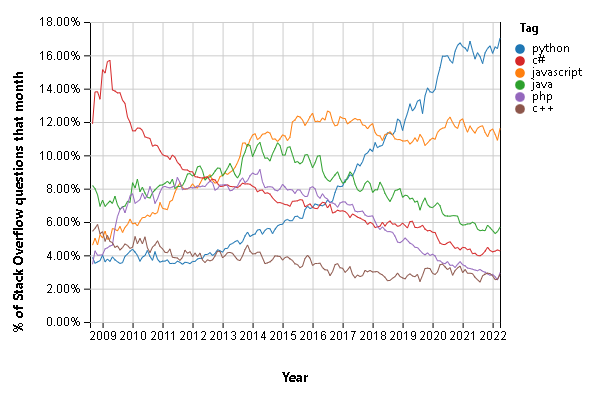 18.00%
16.00%
14.00%
12.00%
10.00%
8.00%
6.00%
4.00%
2.00%
0.00%
% of Stack Overflow questions that month
2009 2010 2011 2012 2013 2014 2015 2016 2017 2018 2019 2020 2021 2022
Year
Tag
python
c#
javascript
java
php
c++